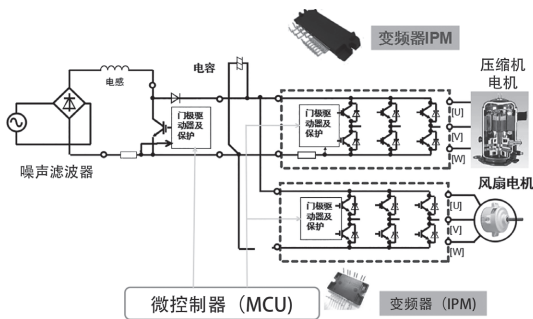 变频器IPM
电容
电感
压缩机
电机
门极驱
动器及
保护
门极驱
动器及
保护
[U]
[V]
[W]
噪声滤波器
风扇电机
门极驱
动器及
保护
[U]
[V]
[W]
微控制器（MCU）
变频器（IPM）